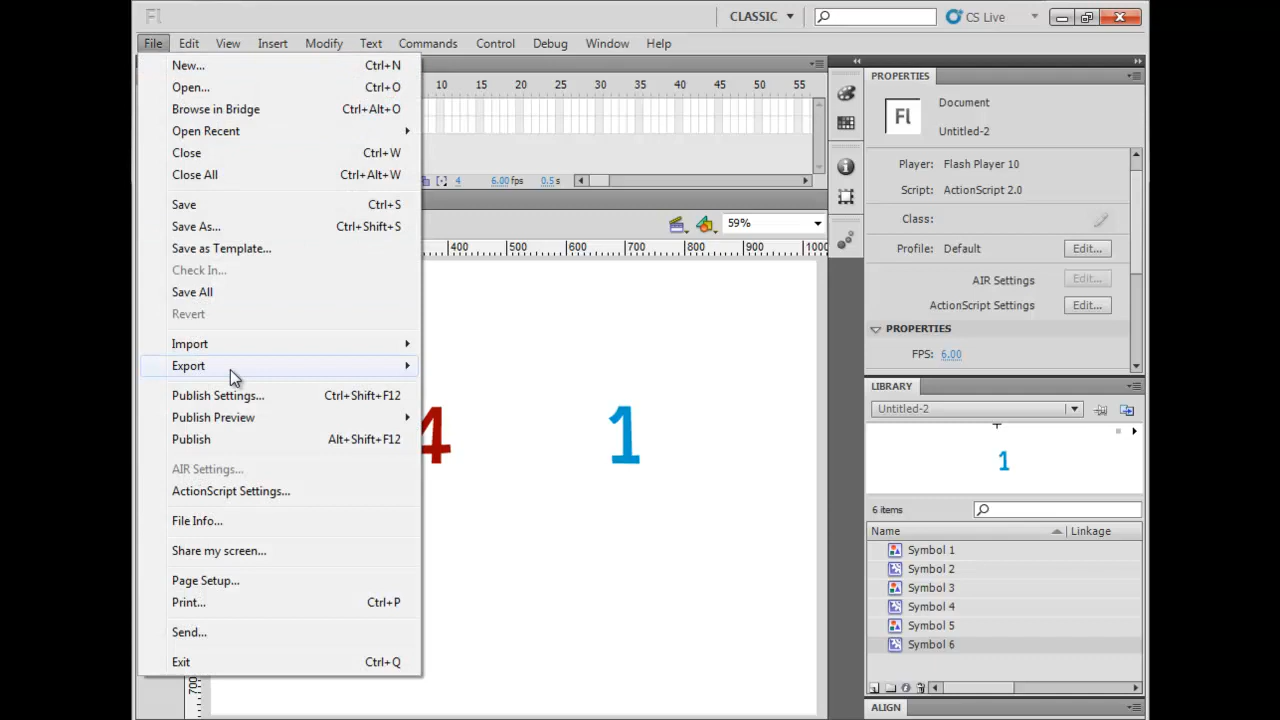 Fl
CLASSIC
CS Live
File Edit View Insert Modify Text Commands Control Debug Window Help
New... Ctrl+N
Open... Ctrl+O
Browse in Bridge Ctrl+Alt+O
Open Recent
Close Ctrl+W
Close All Ctrl+Alt+W
Save Ctrl+S
Save As... Ctrl+Shift+S
Save as Template...
Check In...
Save All
Revert
Import
Export
Publish Settings... Ctrl+Shift+F12
Publish Preview
Publish Alt+Shift+F12
AIR Settings...
ActionScript Settings...
File Info...
Share my screen...
Page Setup...
Print... Ctrl+P
Send...
Exit Ctrl+Q
10 15 20 25 30 35 40 45 50 55
4 6.00 fps 0.5 s
59%
400 500 600 700 800 900 1000
4 1
700
PROPERTIES
Fl
Document
Untitled-2
Player: Flash Player 10
Script: ActionScript 2.0
Class:
Profile: Default Edit...
AIR Settings Edit...
ActionScript Settings Edit...
PROPERTIES
FPS: 6.00
LIBRARY
Untitled-2
1
6 items
Name Linkage
Symbol 1
Symbol 2
Symbol 3
Symbol 4
Symbol 5
Symbol 6
ALIGN